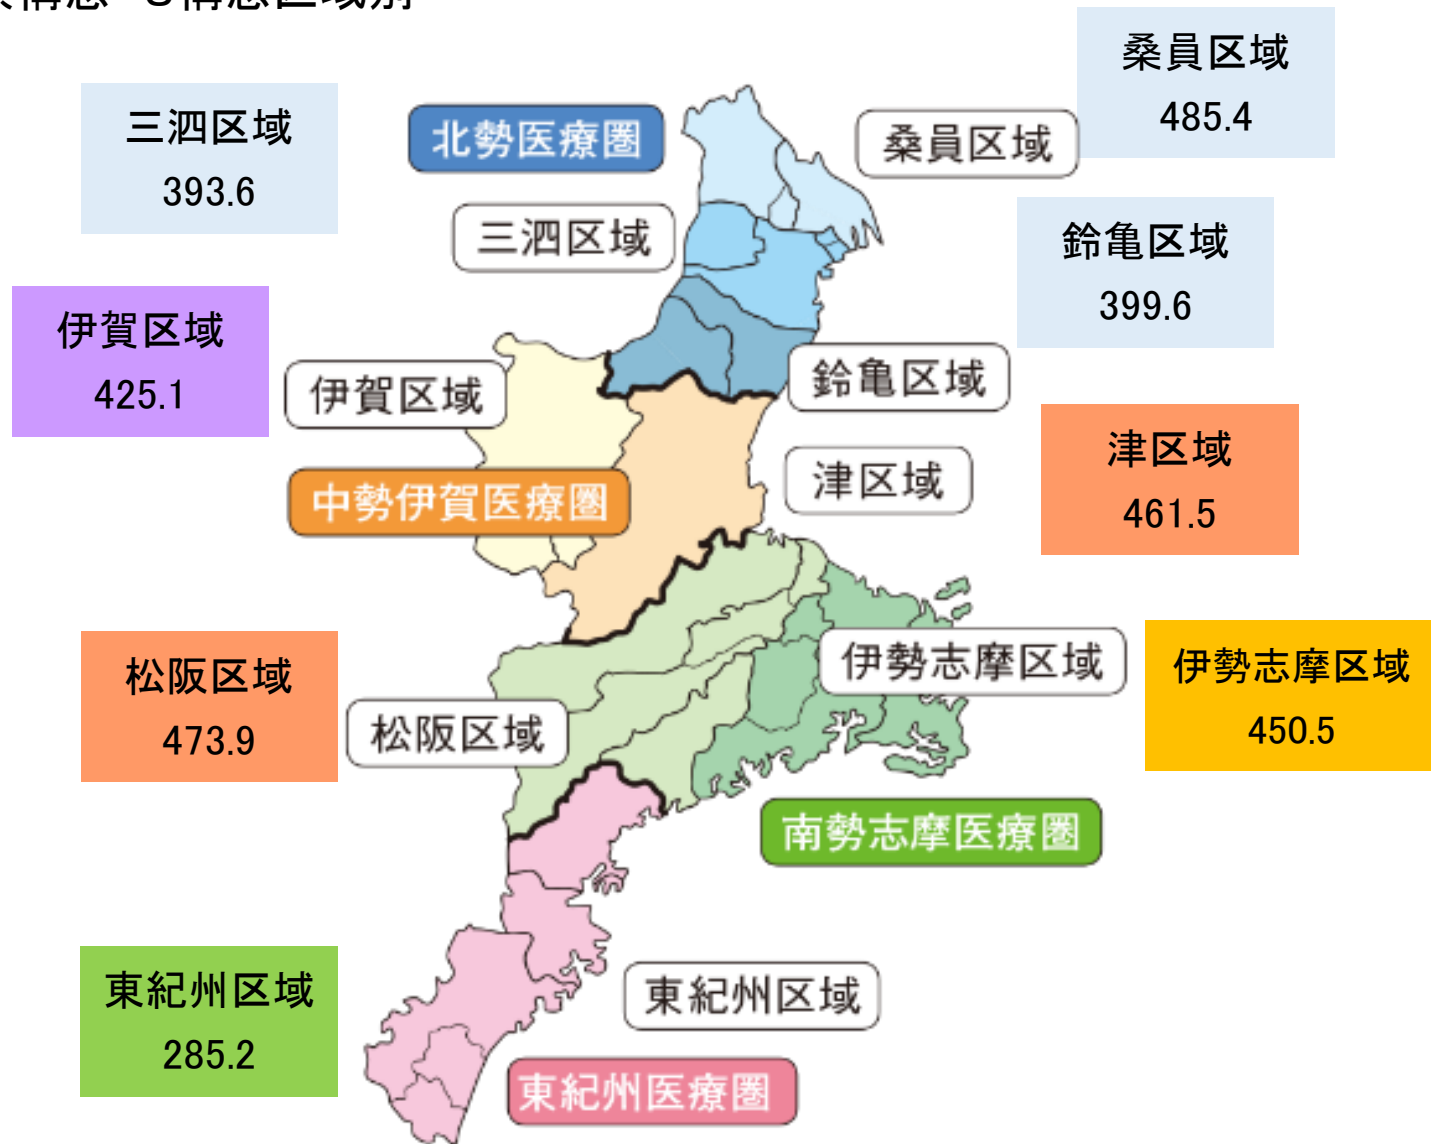 構想区域別
桑員区域
485.4
三泗区域
393.6
北勢医療圏
桑員区域
三泗区域
鈴亀区域
399.6
伊賀区域
425.1
伊賀区域
鈴亀区域
津区域
461.5
津区域
中勢伊賀医療圏
松阪区域
473.9
伊勢志摩区域
伊勢志摩区域
450.5
松阪区域
南勢志摩医療圏
東紀州区域
285.2
東紀州区域
東紀州医療圏